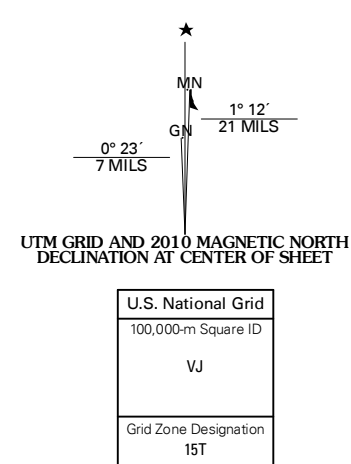 MN
1° 12´
21 MILS
GN
0° 23´
7 MILS
UTM GRID AND 2010 MAGNETIC NORTH
DECLINATION AT CENTER OF SHEET
U.S. National Grid
100,000-m Square ID
VJ
Grid Zone Designation
15T